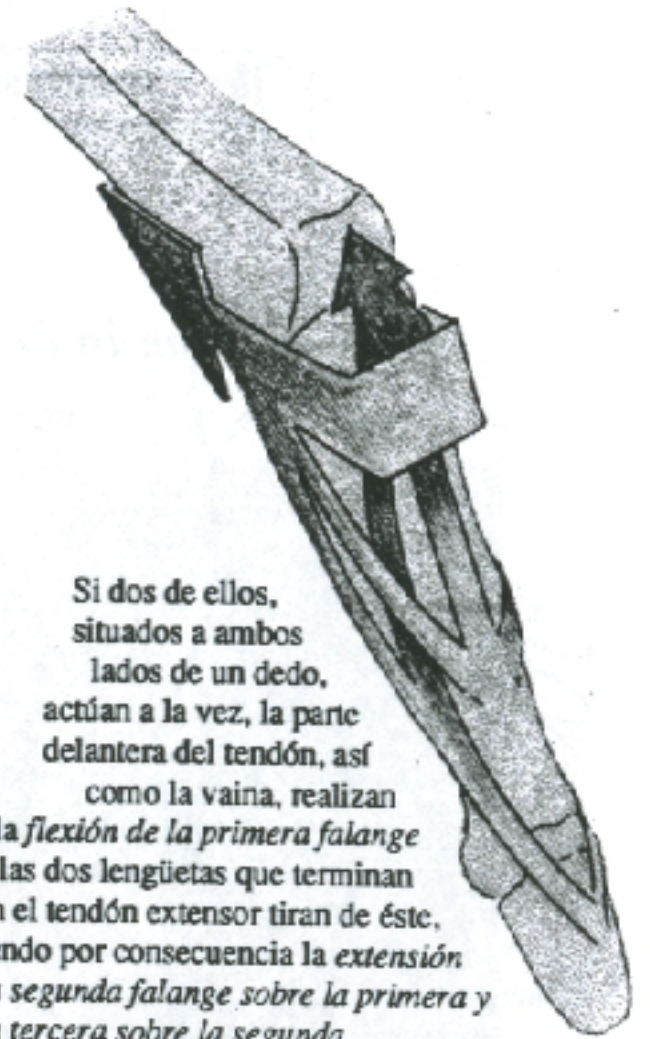 Si dos de ellos,
situados a ambos
lados de un dedo,
actúan a la vez, la parte
delantera del tendón, así
como la vaina, realizan
la flexión de la primera falange
las dos lengüetas que terminan
el tendón extensor tiran de éste,
por consecuencia la extensión
segunda falange sobre la primera y
tercera sobre la segunda